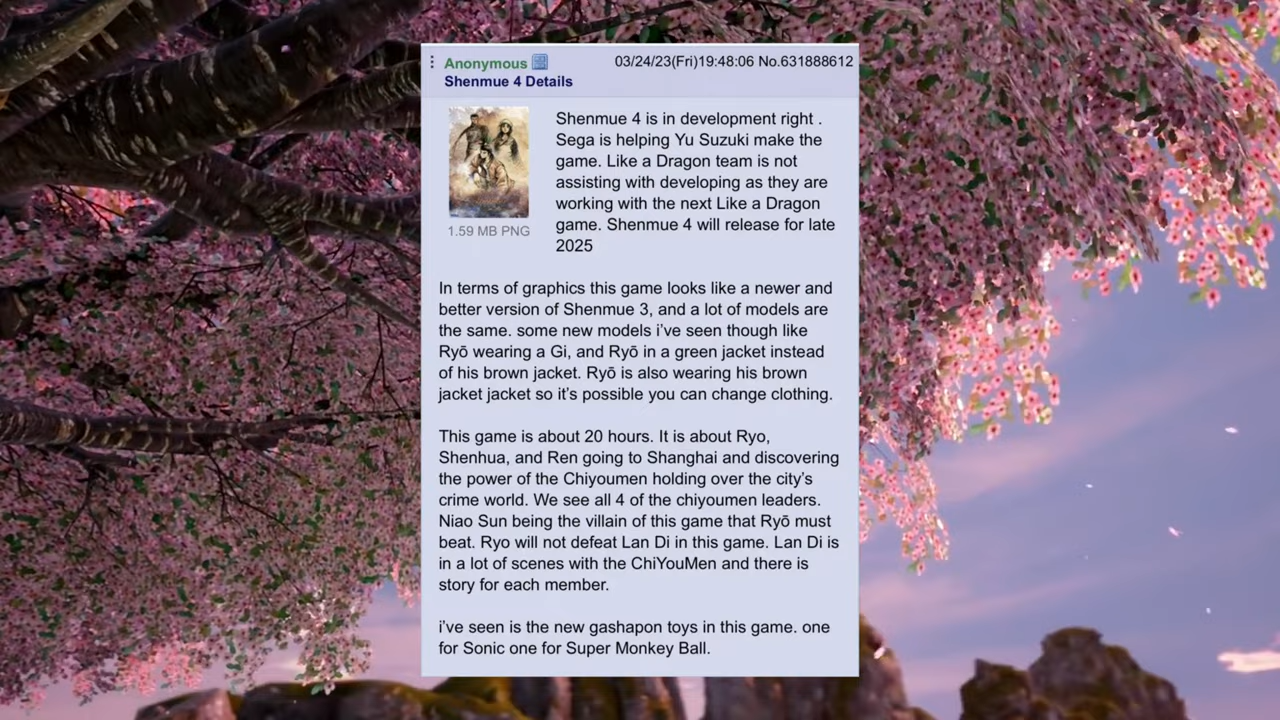 Anonymous
03/24/23(Fri)19:48:06 No.631888612
Shenmue 4 Details
Shenmue 4 is in development right .
Sega is helping Yu Suzuki make the
game. Like a Dragon team is not
assisting with developing as they are
working with the next Like a Dragon
game. Shenmue 4 will release for late
2025
1.59 MB PNG
In terms of graphics this game looks like a newer and
better version of Shenmue 3, and a lot of models are
the same. some new models i’ve seen though like
Ryō wearing a Gi, and Ryō in a green jacket instead
of his brown jacket. Ryō is also wearing his brown
jacket jacket so it’s possible you can change clothing.
This game is about 20 hours. It is about Ryo,
Shenhua, and Ren going to Shanghai and discovering
the power of the Chiyoumen holding over the city’s
crime world. We see all 4 of the chiyoumen leaders.
Niao Sun being the villain of this game that Ryō must
beat. Ryo will not defeat Lan Di in this game. Lan Di is
in a lot of scenes with the ChiYouMen and there is
story for each member.
i’ve seen is the new gashapon toys in this game. one
for Sonic one for Super Monkey Ball.